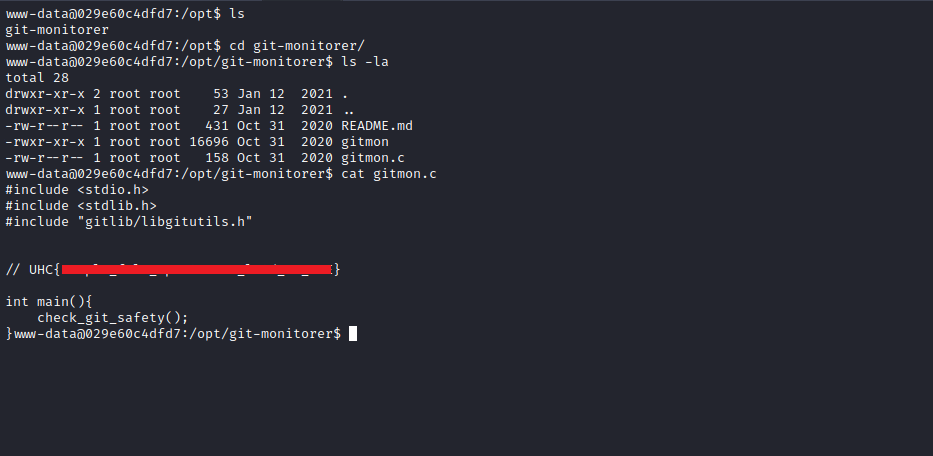 www-data@029e60c4dfd7:/opt$ ls
git-monitorer
www-data@029e60c4dfd7:/opt$ cd git-monitorer/
www-data@029e60c4dfd7:/opt/git-monitorer$ ls -la
total 28
drwxr-xr-x 2 root root    53 Jan 12  2021 .
drwxr-xr-x 1 root root    27 Jan 12  2021 ..
-rw-r--r-- 1 root root   431 Oct 31  2020 README.md
-rwxr-xr-x 1 root root 16696 Oct 31  2020 gitmon
-rw-r--r-- 1 root root   158 Oct 31  2020 gitmon.c
www-data@029e60c4dfd7:/opt/git-monitorer$ cat gitmon.c
#include <stdio.h>
#include <stdlib.h>
#include "gitlib/libgitutils.h"
// UHC{}
int main(){
    check_git_safety();
}www-data@029e60c4dfd7:/opt/git-monitorer$